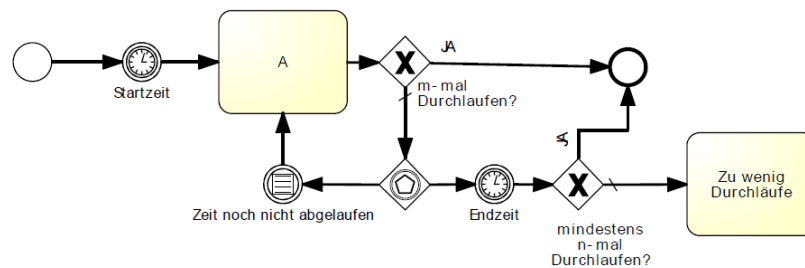 Startzeit
A
JA
m- mal
Durchlaufen?
Zeit noch nicht abgelaufen
Endzeit
JA
mindestens
n- mal
Durchlaufen?
Zu wenig
Durchläufe